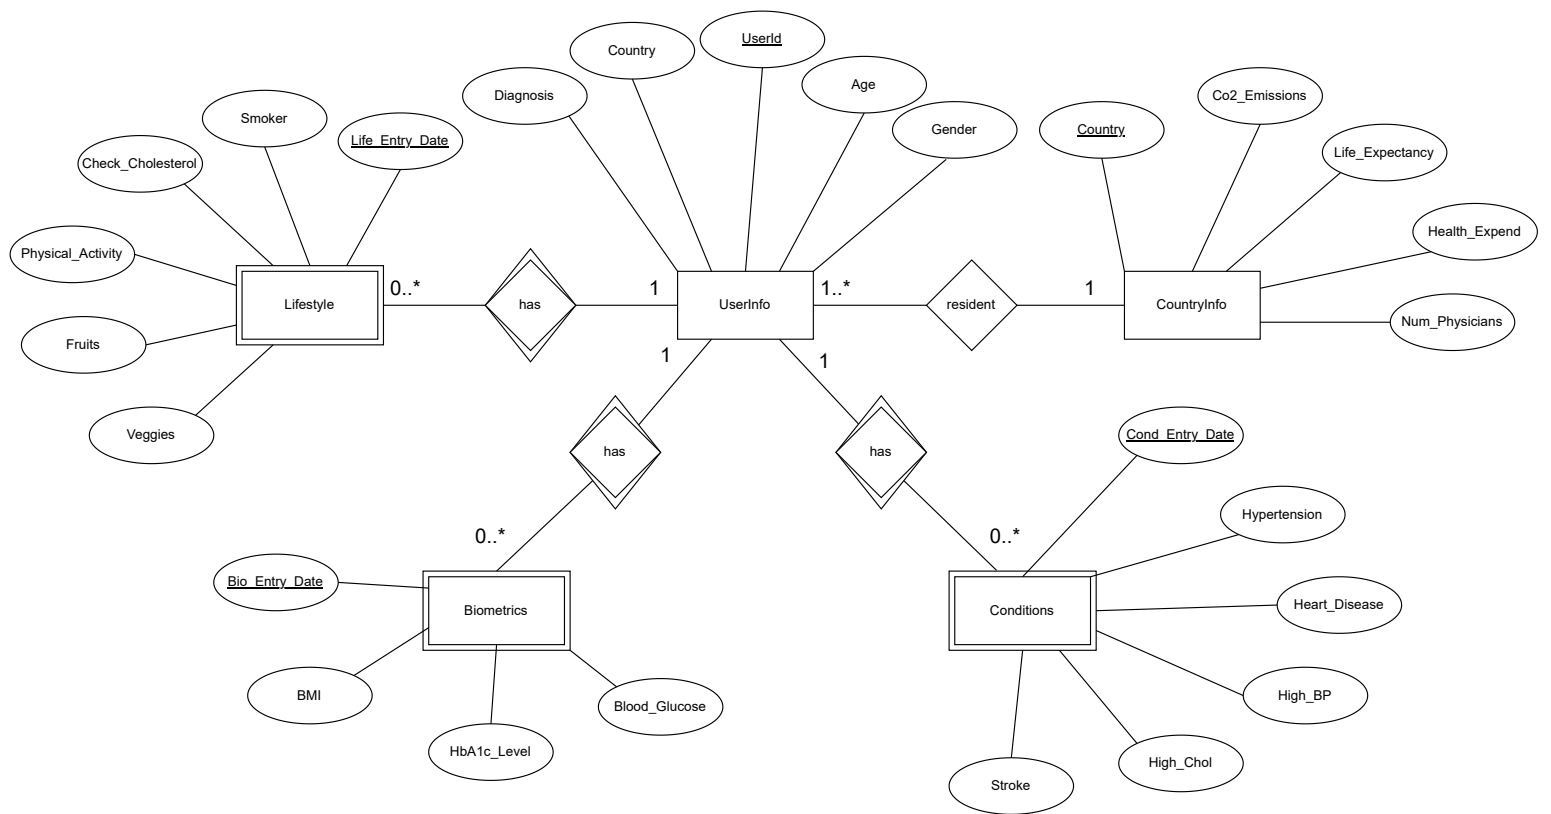 UserId
Country
Age
Diagnosis
Co2_Emissions
Smoker
Gender
Country
Life_Entry_Date
Life_Expectancy
Check_Cholesterol
Health_Expend
Physical_Activity
0..*
1
1..*
1
Lifestyle
has
UserInfo
resident
CountryInfo
Num_Physicians
Fruits
1
1
Veggies
Cond_Entry_Date
has
has
Hypertension
0..*
0..*
Bio_Entry_Date
Biometrics
Conditions
Heart_Disease
BMI
High_BP
Blood_Glucose
HbA1c_Level
High_Chol
Stroke